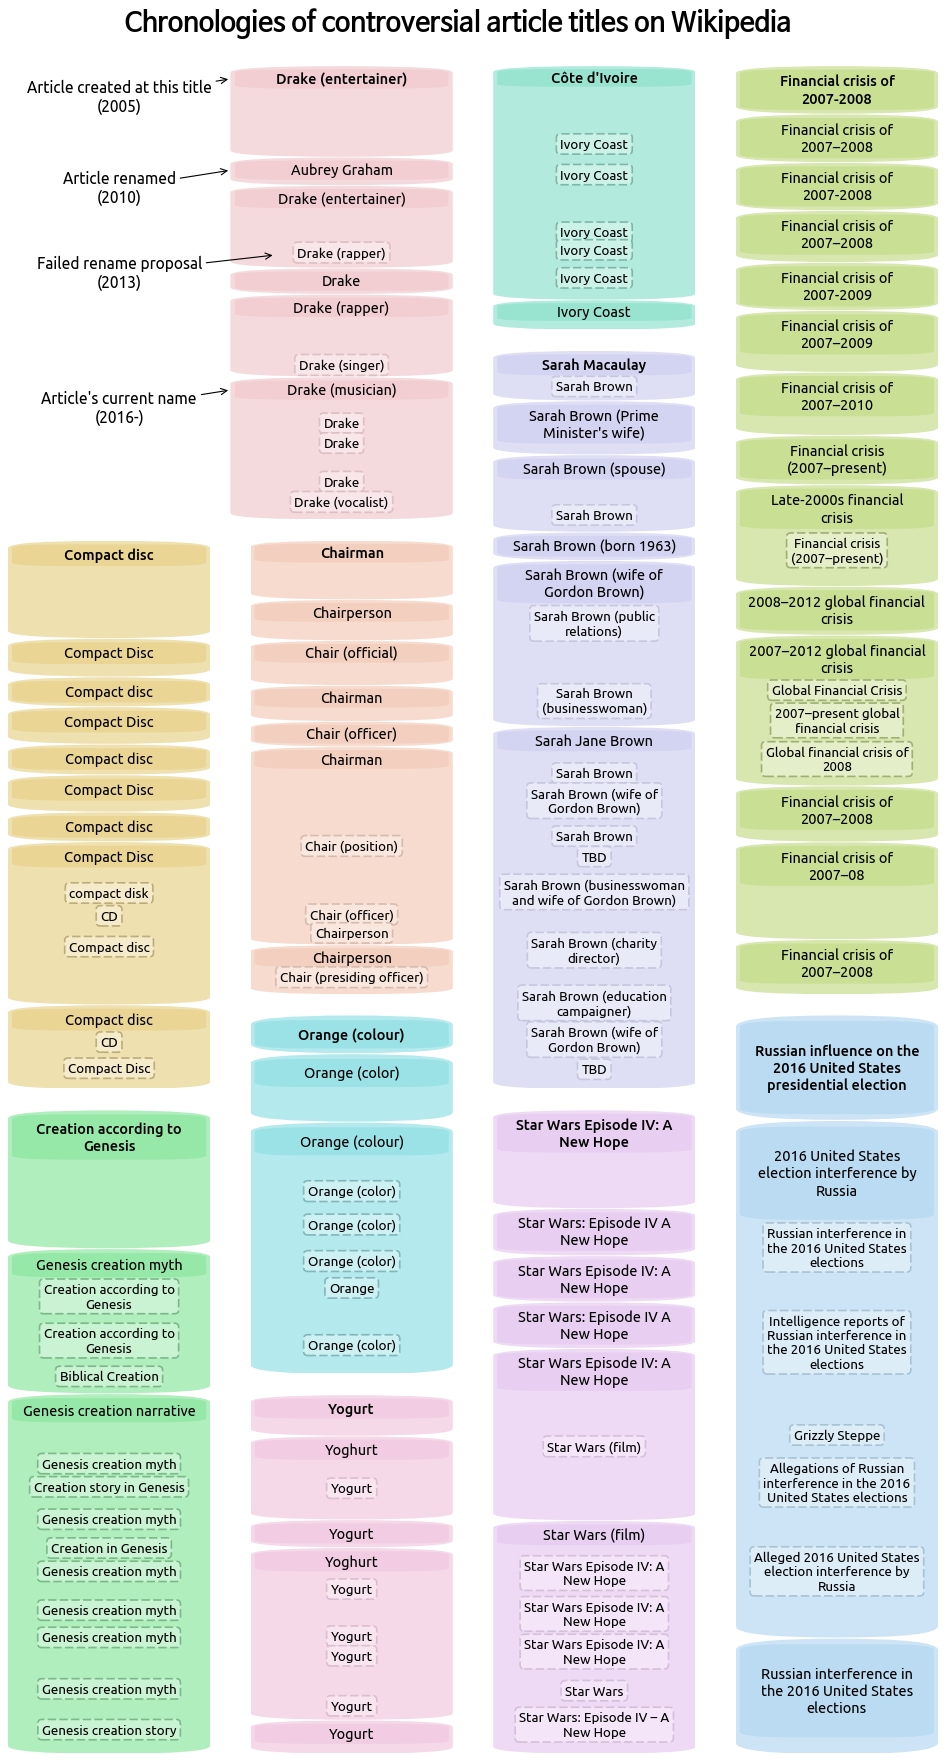 Chronologies of controversial article titles on Wikipedia
Article created at this title
(2005)
Article renamed
(2010)
Failed rename proposal
(2013)
Article's current name
(2016-)
Drake (entertainer)
Aubrey Graham
Drake (entertainer)
Drake (rapper)
Drake
Drake (rapper)
Drake (singer)
Drake (musician)
Drake
Drake
Drake
Drake (vocalist)
Côte d'Ivoire
Ivory Coast
Ivory Coast
Ivory Coast
Ivory Coast
Ivory Coast
Ivory Coast
Sarah Macaulay
Sarah Brown
Sarah Brown (Prime
Minister's wife)
Sarah Brown (spouse)
Sarah Brown
Sarah Brown (born 1963)
Sarah Brown (wife of
Gordon Brown)
Sarah Brown (public
relations)
Sarah Brown
(businesswoman)
Sarah Jane Brown
Sarah Brown
Sarah Brown (wife of
Gordon Brown)
Sarah Brown
TBD
Sarah Brown (businesswoman
and wife of Gordon Brown)
Sarah Brown (charity
director)
Sarah Brown (education
campaigner)
Sarah Brown (wife of
Gordon Brown)
TBD
Financial crisis of
2007-2008
Financial crisis of
2007–2008
Financial crisis of
2007-2008
Financial crisis of
2007–2008
Financial crisis of
2007-2009
Financial crisis of
2007–2009
Financial crisis of
2007–2010
Financial crisis
(2007–present)
Late-2000s financial
crisis
Financial crisis
(2007–present)
2008–2012 global financial
crisis
2007–2012 global financial
crisis
Global Financial Crisis
2007–present global
financial crisis
Global financial crisis of
2008
Financial crisis of
2007–2008
Financial crisis of
2007–08
Financial crisis of
2007–2008
Compact disc
Compact Disc
Compact disc
Compact Disc
Compact disc
Compact Disc
Compact disc
Compact Disc
compact disk
CD
Compact disc
Compact disc
CD
Compact Disc
Chairman
Chairperson
Chair (official)
Chairman
Chair (officer)
Chairman
Chair (position)
Chair (officer)
Chairperson
Chairperson
Chair (presiding officer)
Orange (colour)
Orange (color)
Orange (colour)
Orange (color)
Orange (color)
Orange (color)
Orange
Orange (color)
Creation according to
Genesis
Genesis creation myth
Creation according to
Genesis
Creation according to
Genesis
Biblical Creation
Genesis creation narrative
Genesis creation myth
Creation story in Genesis
Genesis creation myth
Creation in Genesis
Genesis creation myth
Genesis creation myth
Genesis creation myth
Genesis creation myth
Genesis creation story
Yogurt
Yoghurt
Yogurt
Yogurt
Yoghurt
Yogurt
Yogurt
Yogurt
Yogurt
Yogurt
Star Wars Episode IV: A
New Hope
Star Wars: Episode IV A
New Hope
Star Wars Episode IV: A
New Hope
Star Wars: Episode IV A
New Hope
Star Wars Episode IV: A
New Hope
Star Wars (film)
Star Wars (film)
Star Wars Episode IV: A
New Hope
Star Wars Episode IV: A
New Hope
Star Wars Episode IV: A
New Hope
Star Wars
Star Wars: Episode IV – A
New Hope
Russian influence on the
2016 United States
presidential election
2016 United States
election interference by
Russia
Russian interference in
the 2016 United States
elections
Intelligence reports of
Russian interference in
the 2016 United States
elections
Grizzly Steppe
Allegations of Russian
interference in the 2016
United States elections
Alleged 2016 United States
election interference by
Russia
Russian interference in
the 2016 United States
elections